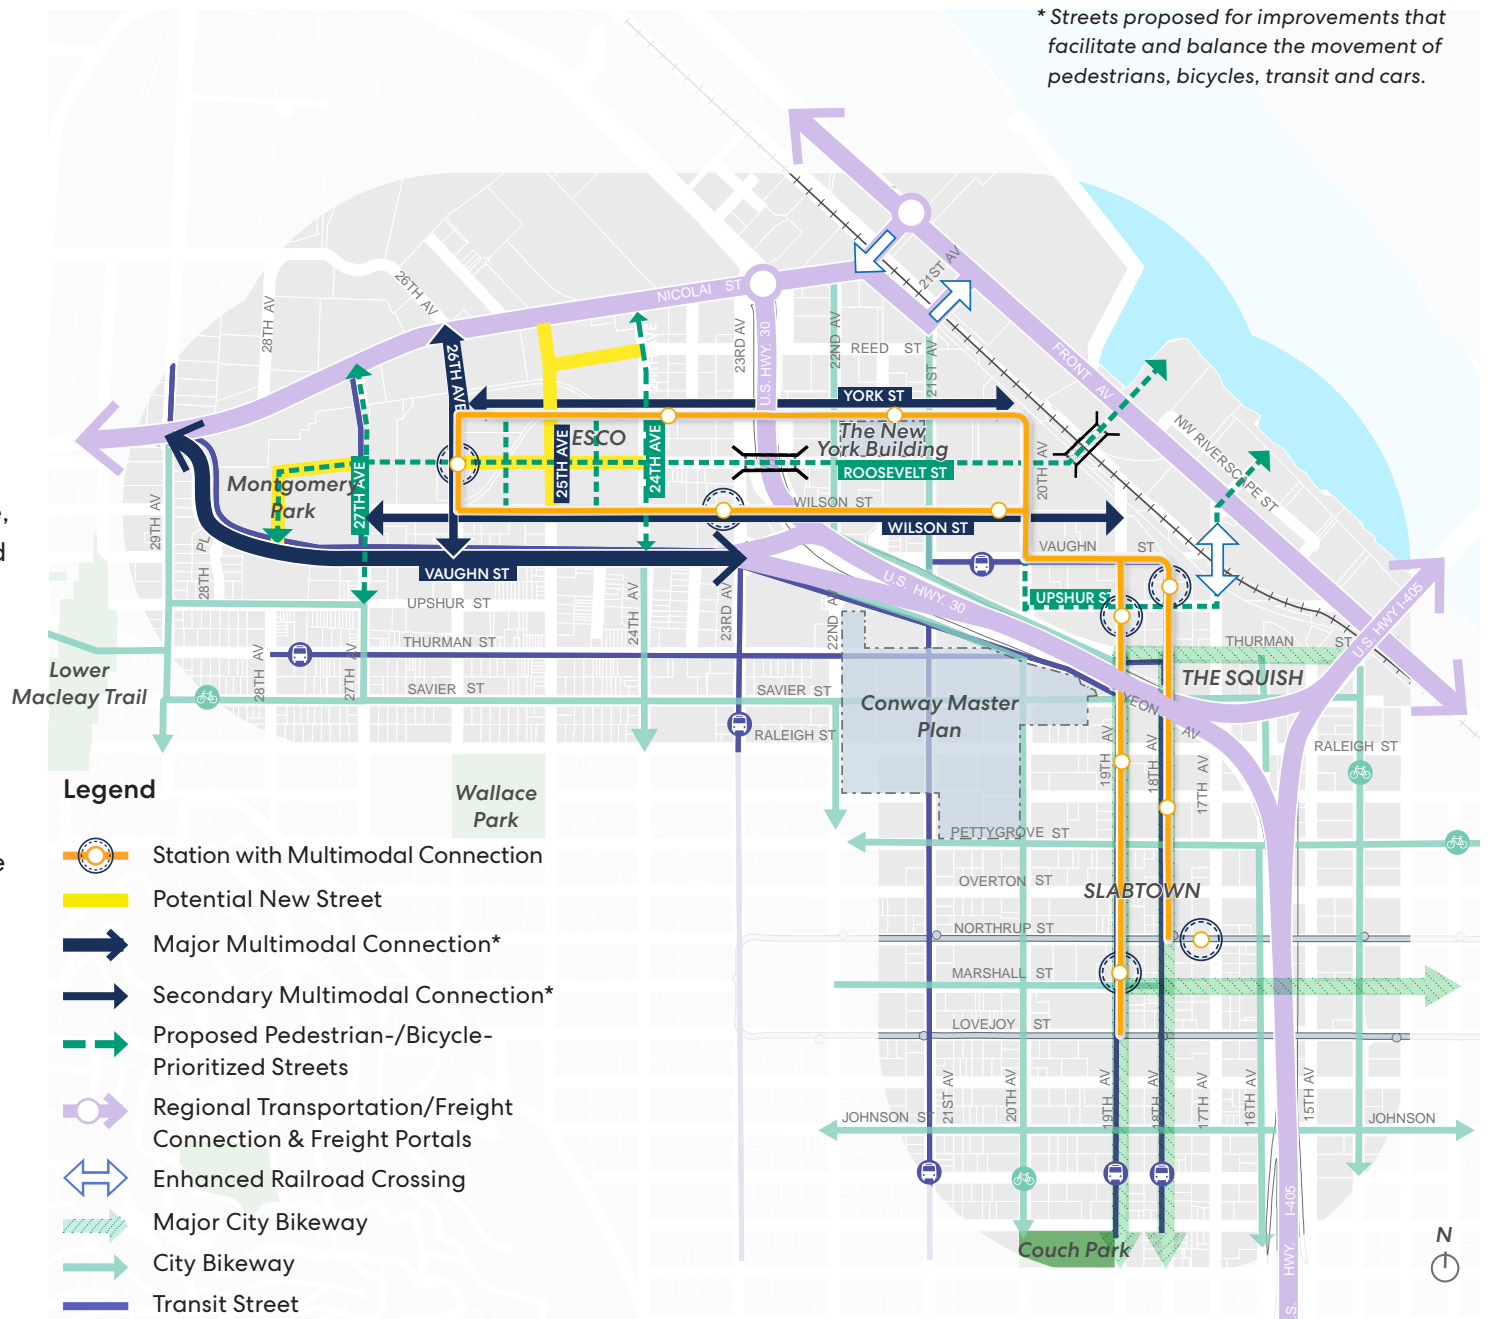 * Streets proposed for improvements that
facilitate and balance the movement of
pedestrians, bicycles, transit and cars.
21ST AV
26TH AV
NICOLAI ST
28TH AV
23RD AV
U.S. HWY. 30
22ND AV
REED ST
21ST AV
FRONT AV
26TH AVE
YORK ST
ESCO
The New
York Building
NW RIVERSCAPE ST
25TH AVE
24TH AVE
ROOSEVELT ST
20TH AV
Montgomery
Park
27TH AVE
WILSON ST
WILSON ST
29TH AV
28TH PL
VAUGHN ST
VAUGHN ST
U.S. HWY. 30
UPSHUR ST
UPSHUR ST
24TH AV
23RD AV
22ND AV
U.S. HWY I-405
THURMAN ST
THURMAN ST
Lower
Macleay Trail
28TH AV
27TH AV
SAVIER ST
SAVIER ST
THE SQUISH
Conway Master
Plan
YEON AV
RALEIGH ST
RALEIGH ST
19TH AV
18TH AV
17TH AV
Wallace
Park
PETTYGROVE ST
OVERTON ST
SLABTOWN
NORTHRUP ST
MARSHALL ST
LOVEJOY ST
21ST AV
20TH AV
19TH AV
18TH AV
17TH AV
16TH AV
15TH AV
JOHNSON ST
JOHNSON
Couch Park
HWY. I-405
N
Legend
Station with Multimodal Connection
Potential New Street
Major Multimodal Connection*
Secondary Multimodal Connection*
Proposed Pedestrian-/Bicycle-
Prioritized Streets
Regional Transportation/Freight
Connection & Freight Portals
Enhanced Railroad Crossing
Major City Bikeway
City Bikeway
Transit Street